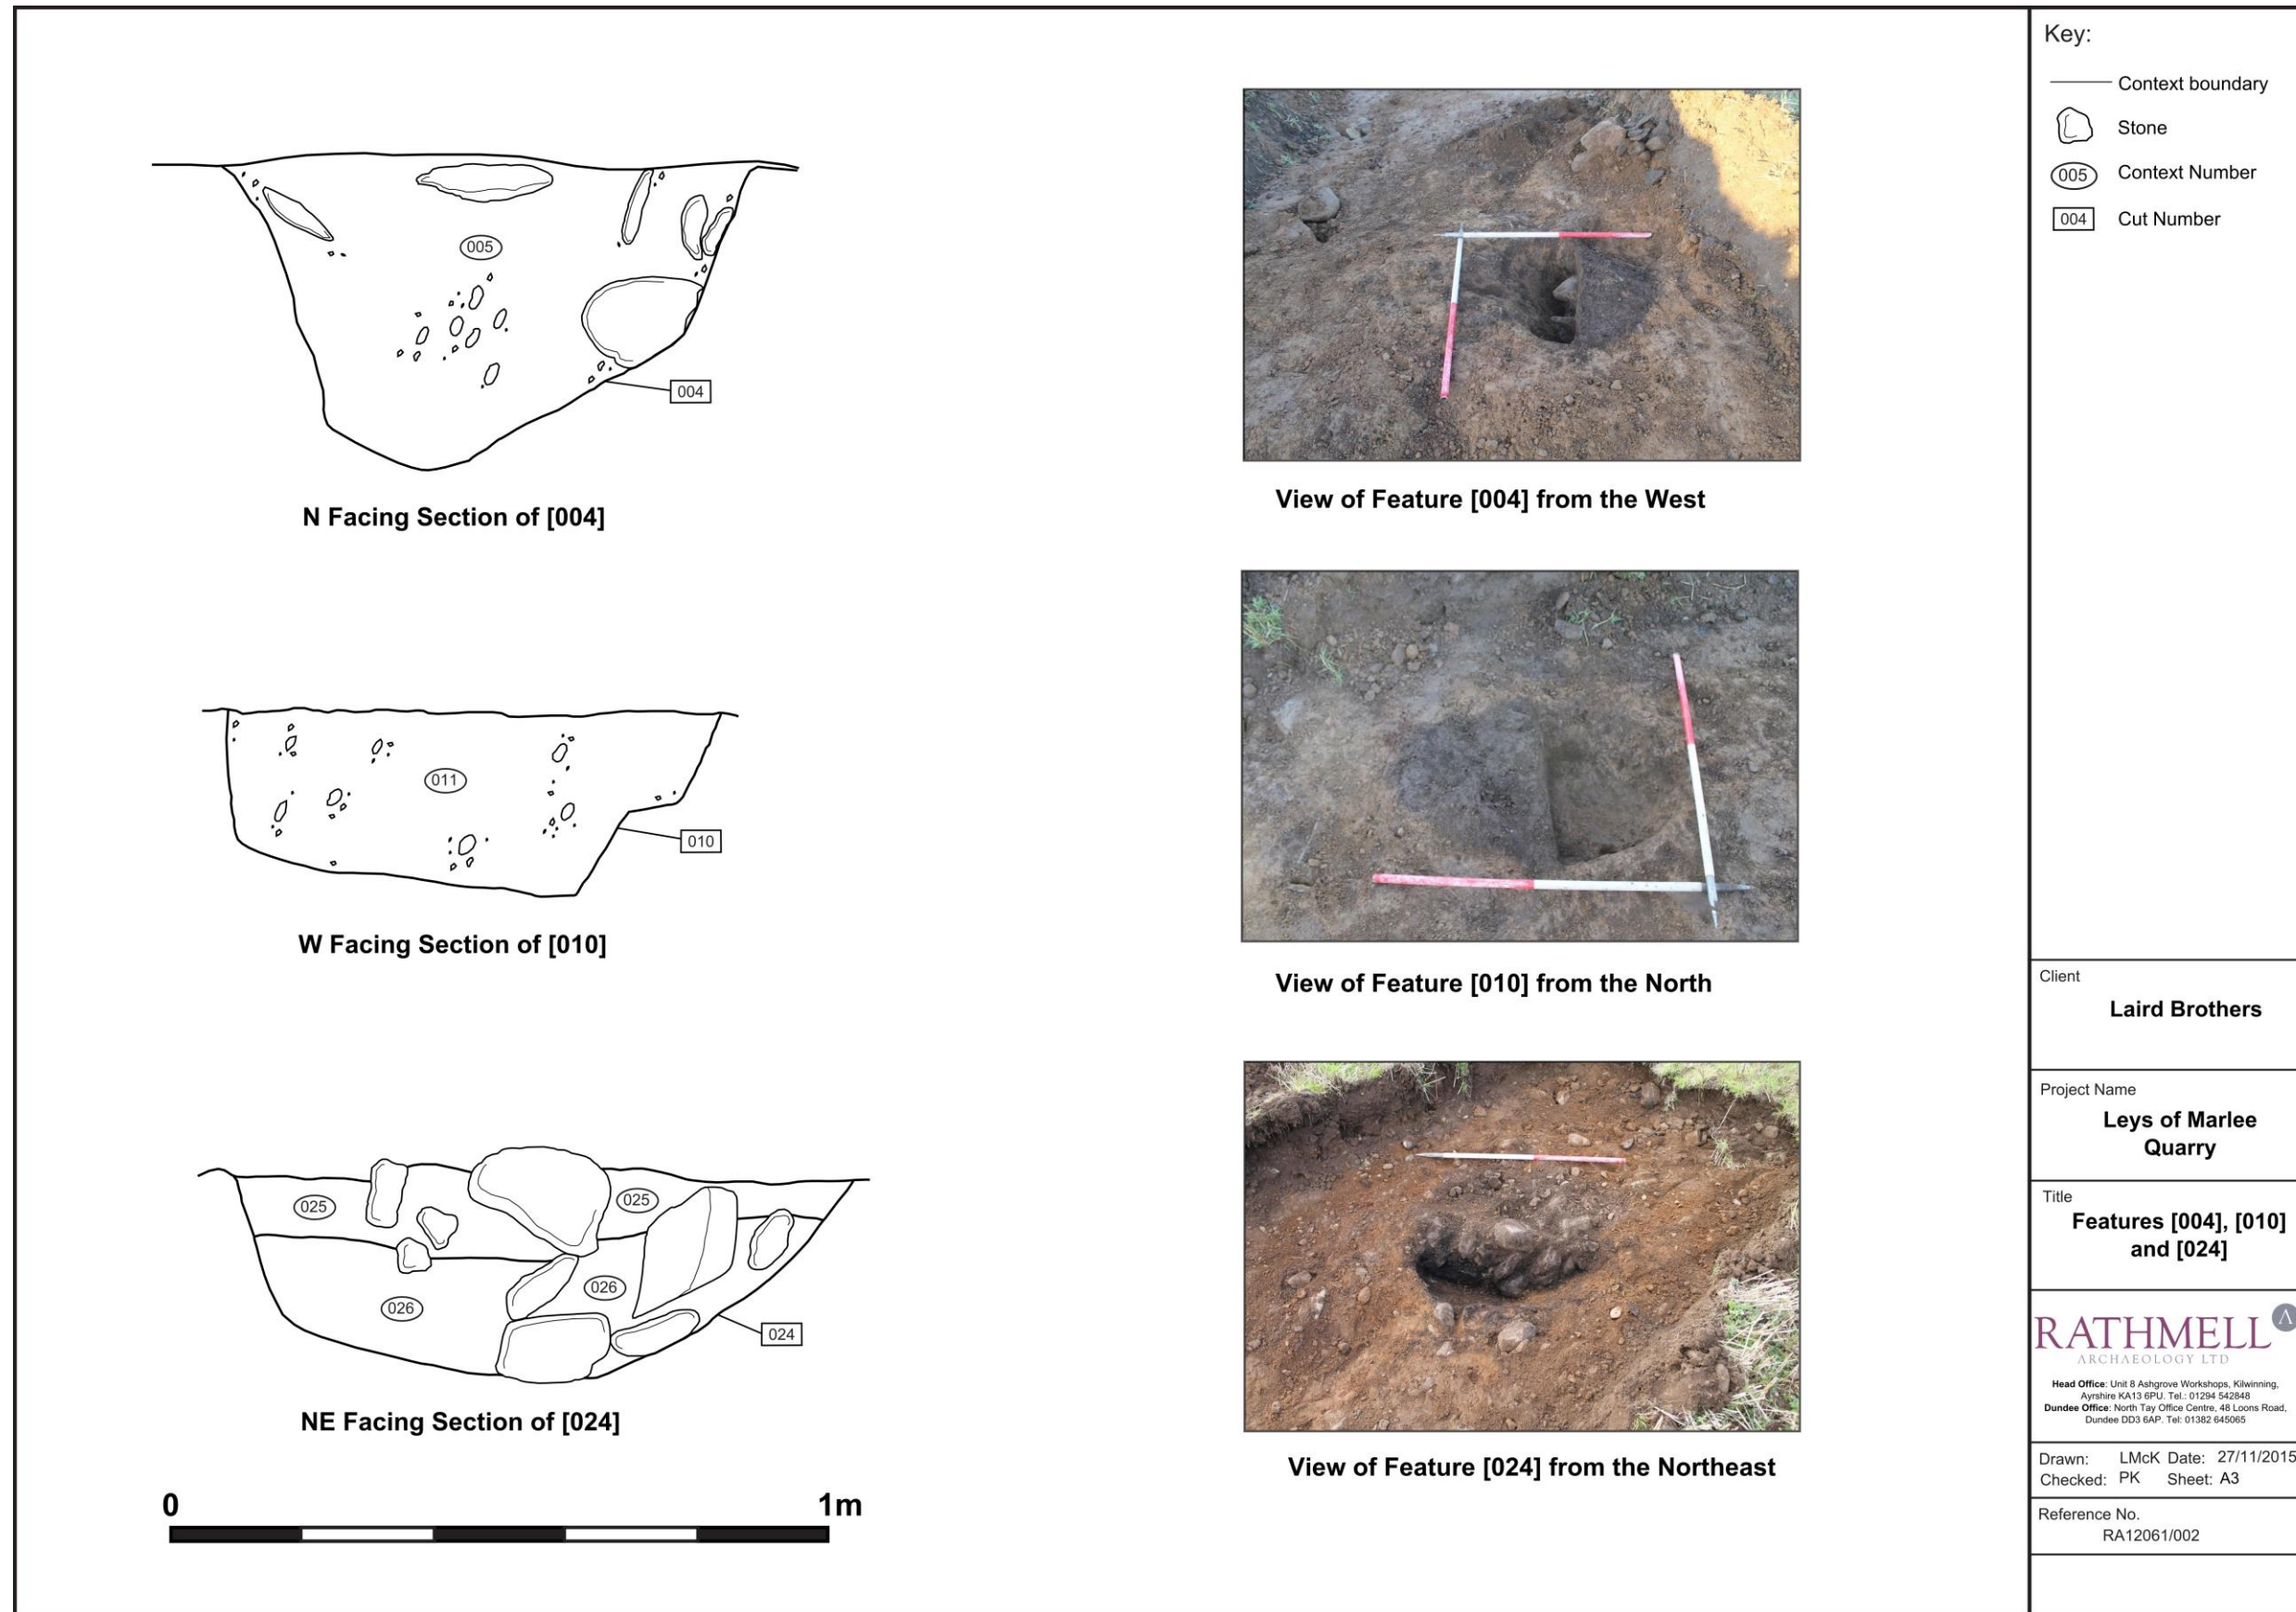 005
004
N Facing Section of [004]
View of Feature [004] from the West
011
010
W Facing Section of [010]
View of Feature [010] from the North
025
025
026
026
024
NE Facing Section of [024]
View of Feature [024] from the Northeast
0 1m
Key:
Context boundary
Stone
005 Context Number
004 Cut Number
Client
Laird Brothers
Project Name
Leys of Marlee
Quarry
Title
Features [004], [010]
and [024]
RATHMELL
ARCHAEOLOGY LTD
Head Office: Unit 8 Ashgrove Workshops, Kilwinning,
Ayrshire KA13 6PU. Tel.: 01294 542848
Dundee Office: North Tay Office Centre, 48 Loons Road,
Dundee DD3 6AP. Tel: 01382 645065
Drawn: LMcK Date: 27/11/2015
Checked: PK Sheet: A3
Reference No.
RA12061/002